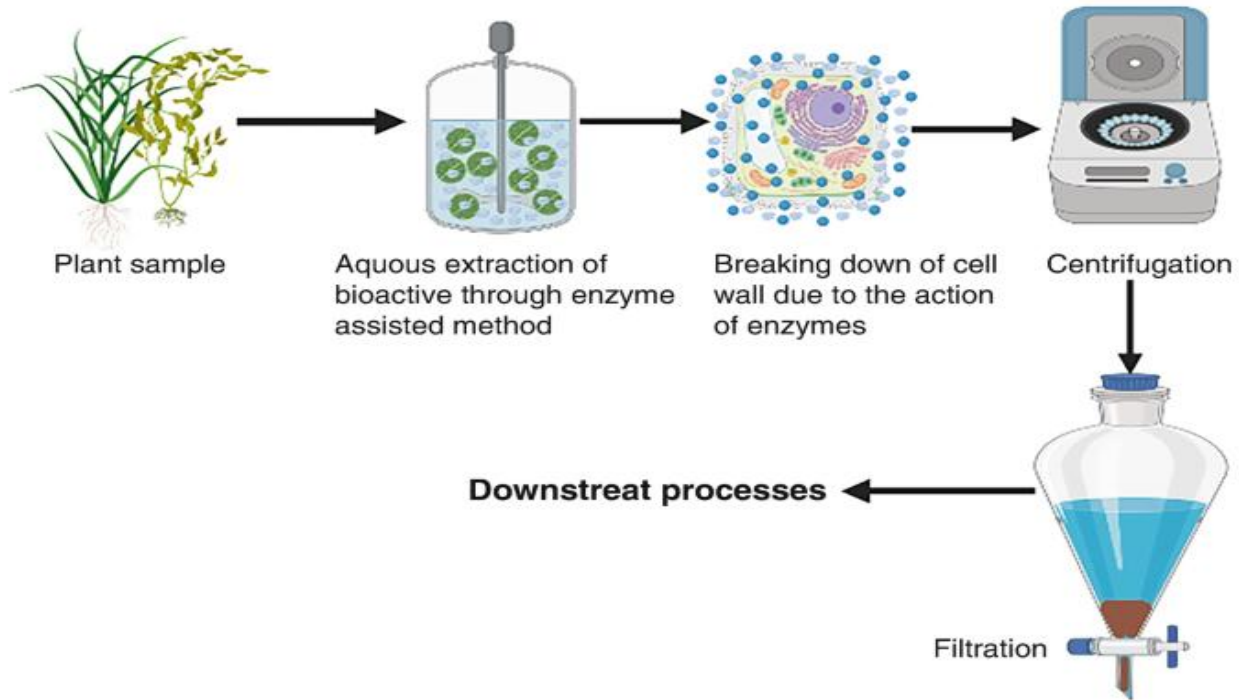 Plant sample
Aquous extraction of
bioactive through enzyme
assisted method
Breaking down of cell
wall due to the action
of enzymes
Centrifugation
Downstreat processes
Filtration